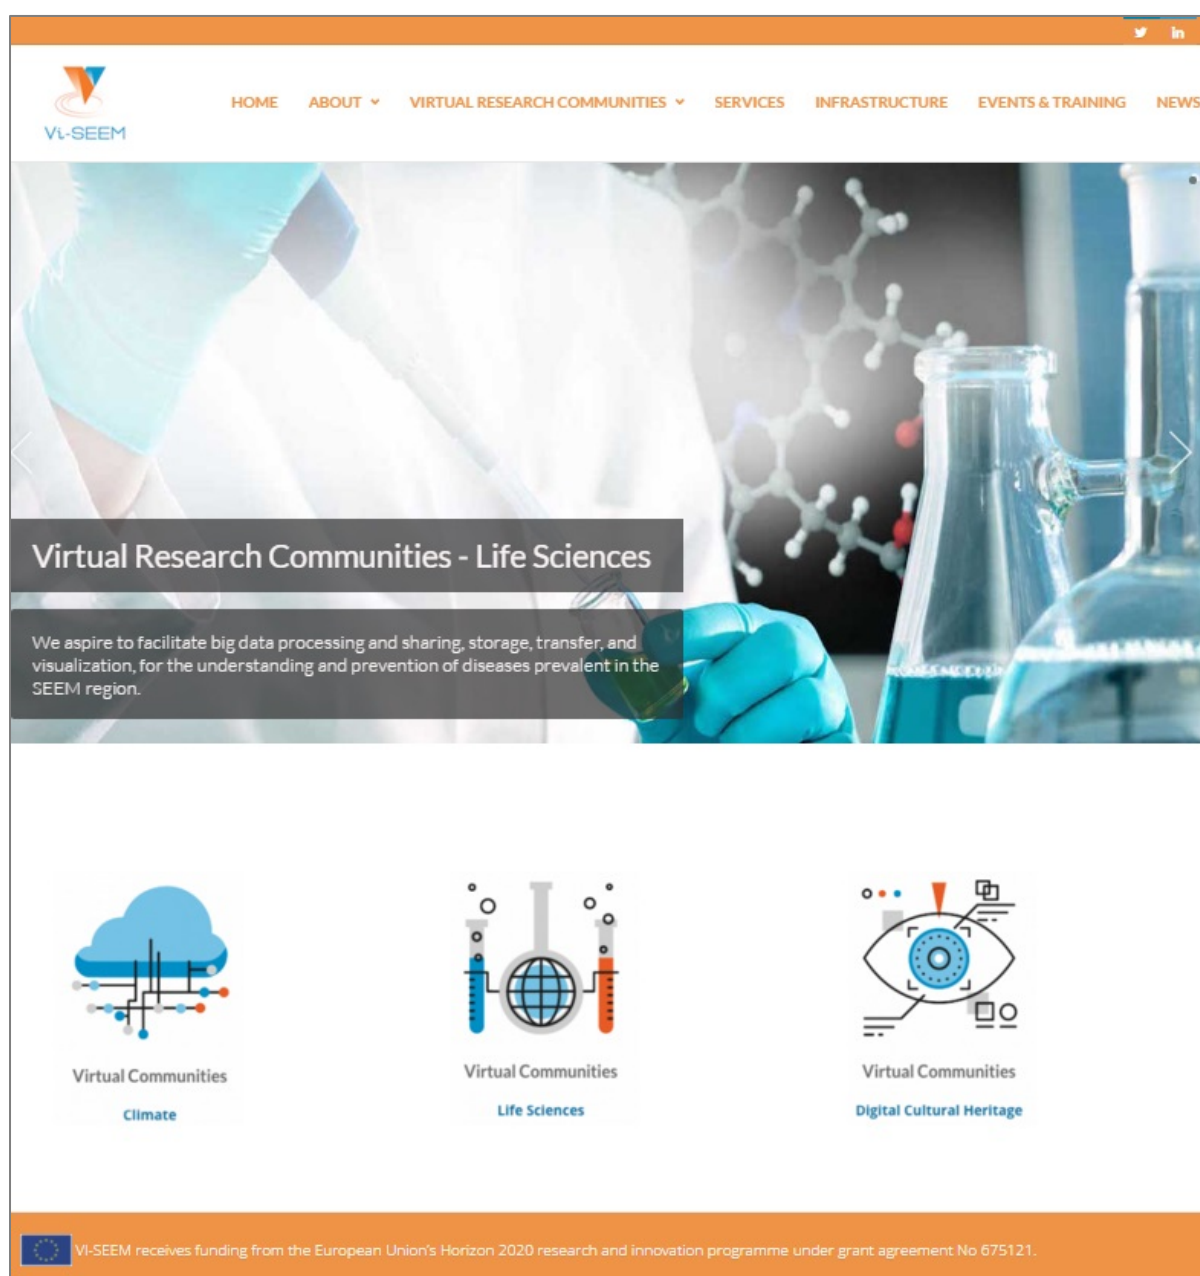 Vi-SEEM
HOME ABOUT VIRTUAL RESEARCH COMMUNITIES SERVICES INFRASTRUCTURE EVENTS & TRAINING NEWS
Virtual Research Communities - Life Sciences
We aspire to facilitate big data processing and sharing, storage, transfer, and
visualization, for the understanding and prevention of diseases prevalent in the
SEEM region.
Virtual Communities
Climate
Virtual Communities
Life Sciences
Virtual Communities
Digital Cultural Heritage
VI-SEEM receives funding from the European Union's Horizon 2020 research and innovation programme under grant agreement No 675121.